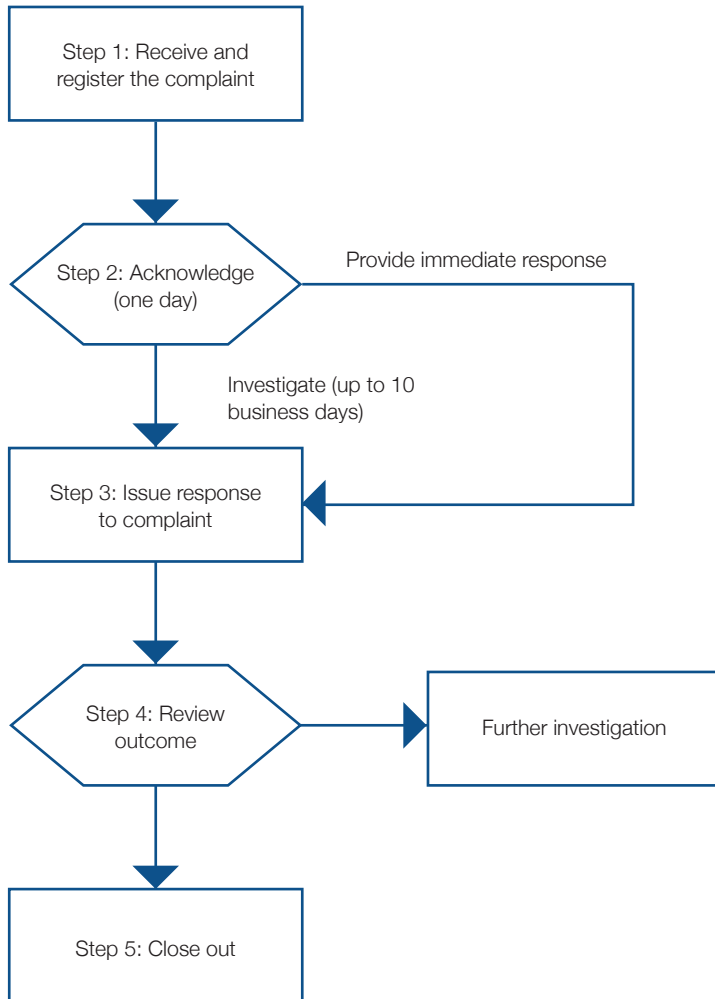 Step 1: Receive and
register the complaint
Step 2: Acknowledge
(one day)
Provide immediate response
Investigate (up to 10
business days)
Step 3: Issue response
to complaint
Step 4: Review
outcome
Further investigation
Step 5: Close out